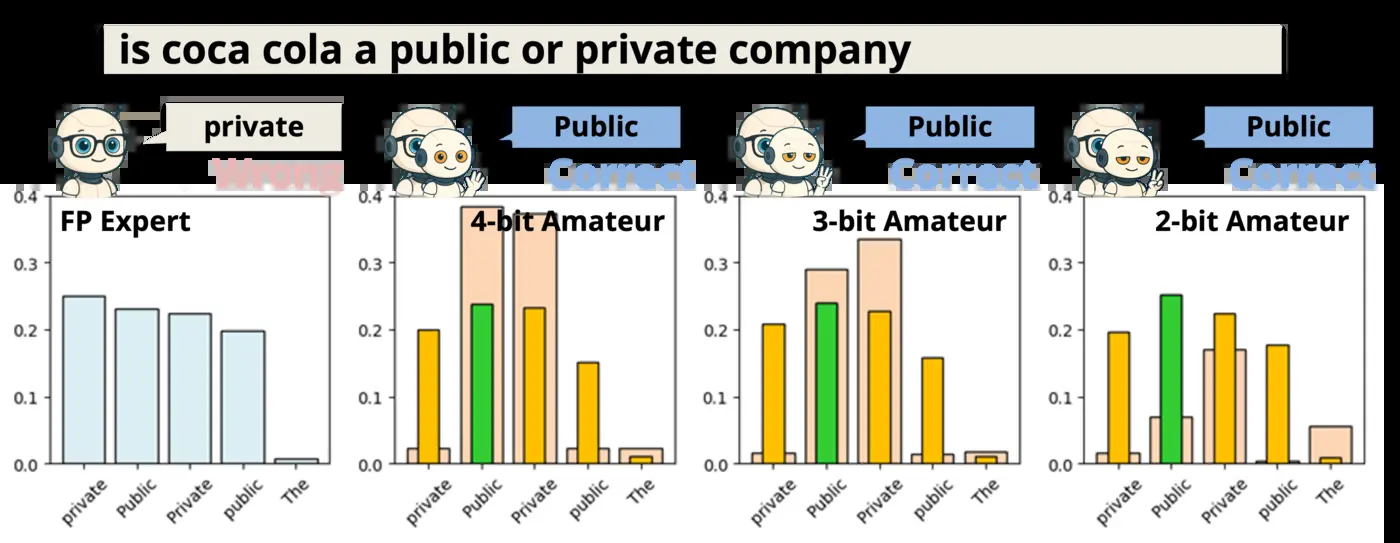 is coca cola a public or private company
private
Wrong
Public
Correct
Public
Correct
Public
Correct
FP Expert
0.4
0.3
0.2
0.1
0.0
private
Public
Private
public
The
4-bit Amateur
0.4
0.3
0.2
0.1
0.0
private
Public
Private
public
The
3-bit Amateur
0.4
0.3
0.2
0.1
0.0
private
Public
Private
public
The
2-bit Amateur
0.4
0.3
0.2
0.1
0.0
private
Public
Private
public
The